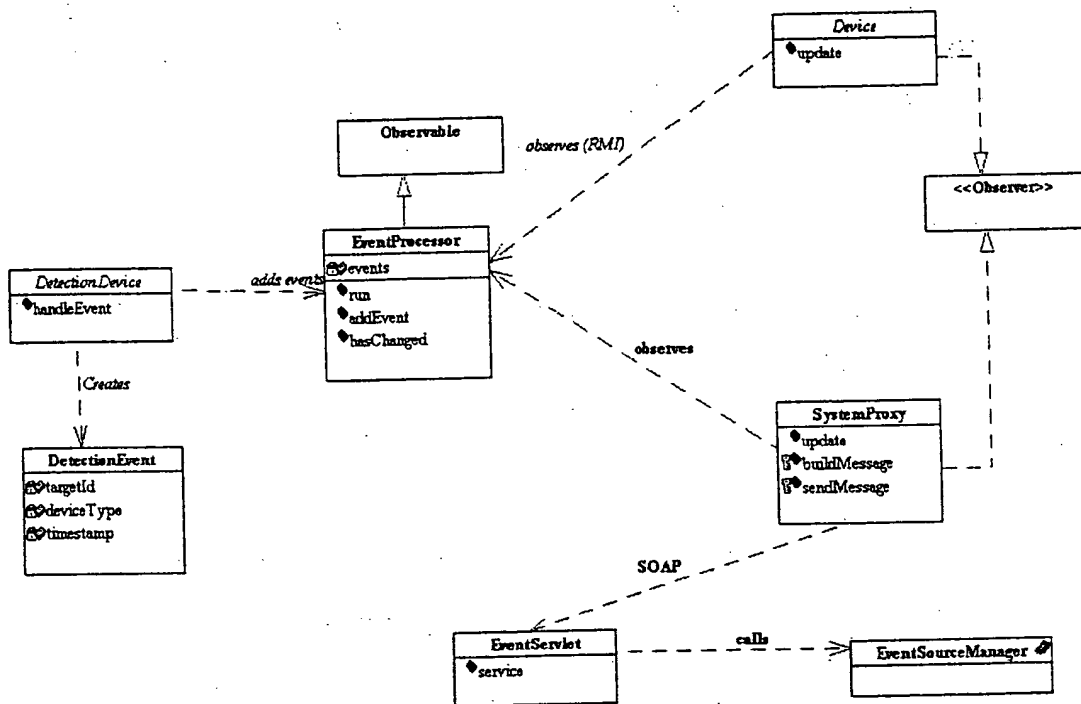 Device
update
Observable
observes (RMI)
<<Observer>>
EventProcessor
events
run
addEvent
hasChanged
DetectionDevice
handleEvent
adds events
observes
Creates
SystemProxy
update
buildMessage
sendMessage
DetectionEvent
targetId
deviceType
timestamp
SOAP
EventServlet
service
calls
EventSourceManager